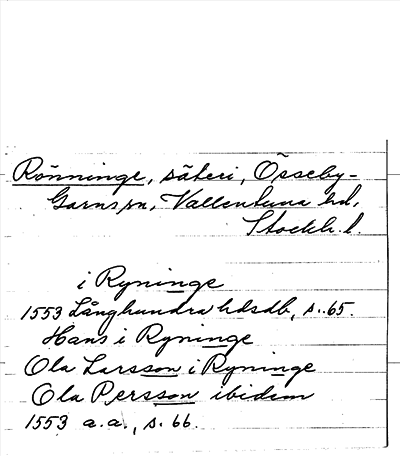 Rönninge, säteri, Össeby-
Garns sn, Vallentuna hd,
Stockh. l.
i Ryninge
1553 Långhundra hdsdb, s. 65.
Hans i Ryninge
Ola Larsson i Ryninge
Ola Persson ibidem
1553 a.a., s. 66.